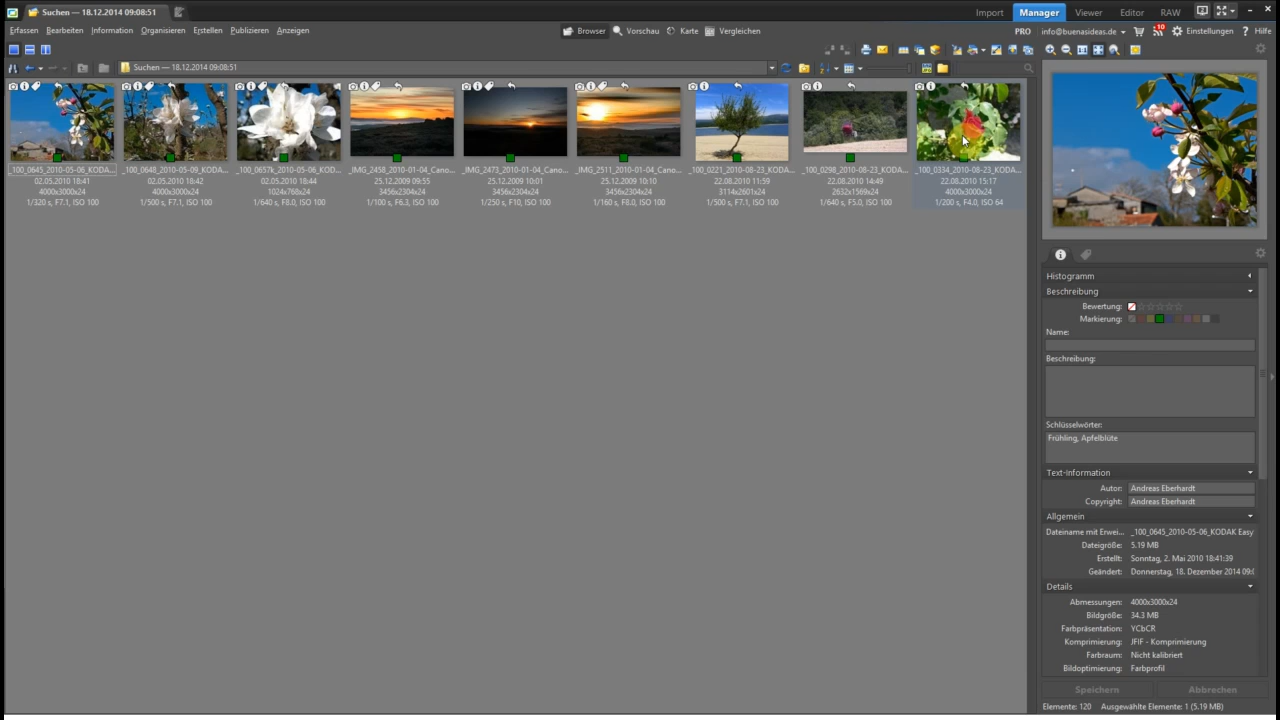 Suchen — 18.12.2014 09:08:51
Import Manager Viewer Editor RAW
Erfassen Bearbeiten Information Organisieren Erstellen Publizieren Anzeigen
Browser Vorschau Karte Vergleichen
PRO info@buenasideas.de 10 Einstellungen ? Hilfe
Suchen — 18.12.2014 09:08:51
_100_0645_2010-05-06_KODA...
02.05.2010 18:41
4000x3000x24
1/320 s, F7.1, ISO 100
_100_0648_2010-05-09_KODA...
02.05.2010 18:42
4000x3000x24
1/500 s, F7.1, ISO 100
_100_0657k_2010-05-06_KOD...
02.05.2010 18:44
1024x768x24
1/640 s, F8.0, ISO 100
_IMG_2458_2010-01-04_Cano...
25.12.2009 09:55
3456x2304x24
1/100 s, F6.3, ISO 100
_IMG_2473_2010-01-04_Cano...
25.12.2009 10:01
3456x2304x24
1/250 s, F10, ISO 100
_IMG_2511_2010-01-04_Cano...
25.12.2009 10:10
3456x2304x24
1/160 s, F8.0, ISO 100
_100_0221_2010-08-23_KODA...
22.08.2010 11:59
3114x2601x24
1/500 s, F7.1, ISO 100
_100_0298_2010-08-23_KODA...
22.08.2010 14:49
2632x1569x24
1/640 s, F5.0, ISO 100
_100_0334_2010-08-23_KODA...
22.08.2010 15:17
4000x3000x24
1/200 s, F4.0, ISO 64
Histogramm
Beschreibung
Bewertung:
Markierung:
Name:
Beschreibung:
Schlüsselwörter:
Frühling, Apfelblüte
Text-Information
Autor: Andreas Eberhardt
Copyright: Andreas Eberhardt
Allgemein
Dateiname mit Erwei... _100_0645_2010-05-06_KODAK Easy
Dateigröße: 5.19 MB
Erstellt: Sonntag, 2. Mai 2010 18:41:39
Geändert: Donnerstag, 18. Dezember 2014 09:
Details
Abmessungen: 4000x3000x24
Bildgröße: 34.3 MB
Farbpräsentation: YCbCR
Komprimierung: JFIF - Komprimierung
Farbraum: Nicht kalibriert
Bildoptimierung: Farbprofil
Speichern Abbrechen
Elemente: 120 Ausgewählte Elemente: 1 (5.19 MB)